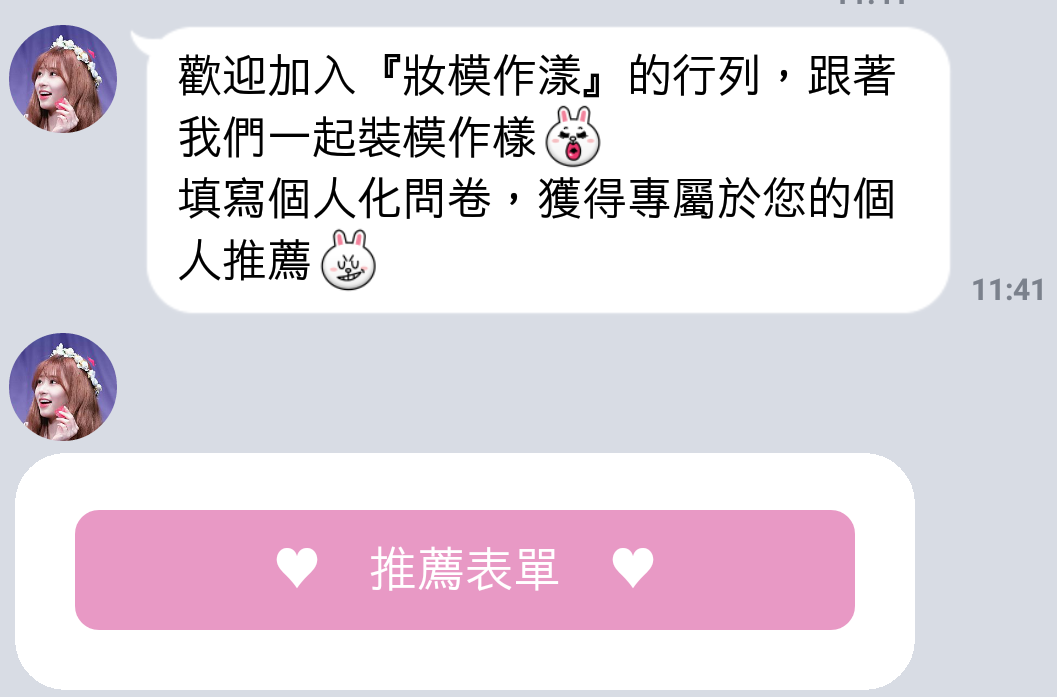 歡迎加入『妝模作漾』的行列，跟著
我們一起裝模作樣
填寫個人化問卷，獲得專屬於您的個
人推薦
11:41
♥ 推薦表單 ♥